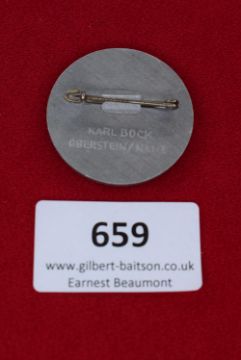 KARL BOCK
OBERSTEIN/NAHE
659
www.gilbert-baitson.co.uk
Earnest Beaumont